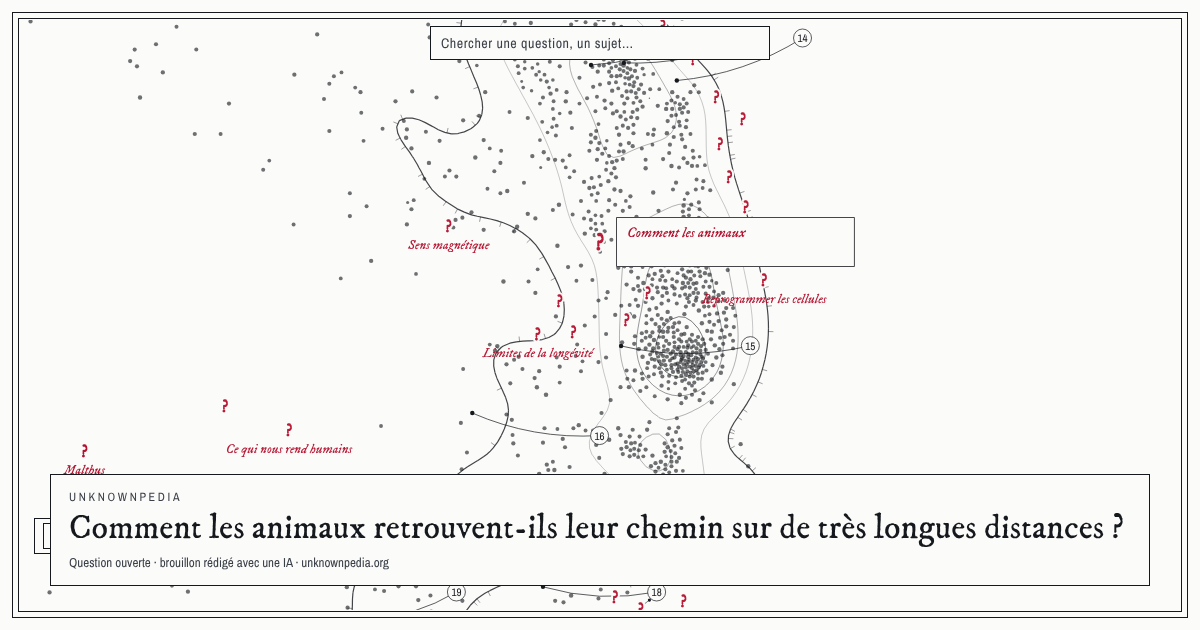 Chercher une question, un sujet...
14
Comment les animaux
Sens magnétique
Reprogrammer les cellules
15
Limites de la longévité
16
Ce qui nous rend humains
Malthus
UNKNOWNPEDIA
Comment les animaux retrouvent-ils leur chemin sur de très longues distances ?
Question ouverte · brouillon rédigé avec une IA · unknownpedia.org
19
18